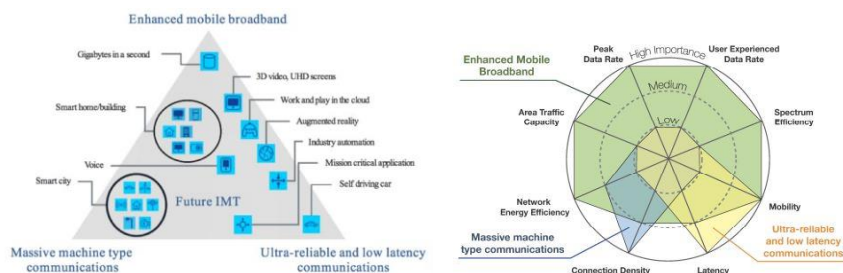 Enhanced mobile broadband
Gigabytes in a second
3D video, UHD screens
Smart home/building
Work and play in the cloud
Augmented reality
Industry automation
Voice
Mission critical application
Smart city
Self driving car
Future IMT
Massive machine type
communications
Ultra-reliable and low latency
communications
Peak
Data Rate
High Importance
User Experienced
Data Rate
Enhanced Mobile
Broadband
Medium
Area Traffic
Capacity
Low
Spectrum
Efficiency
Network
Energy Efficiency
Mobility
Massive machine
type communications
Ultra-reliable
and low latency
communications
Connection Density
Latency